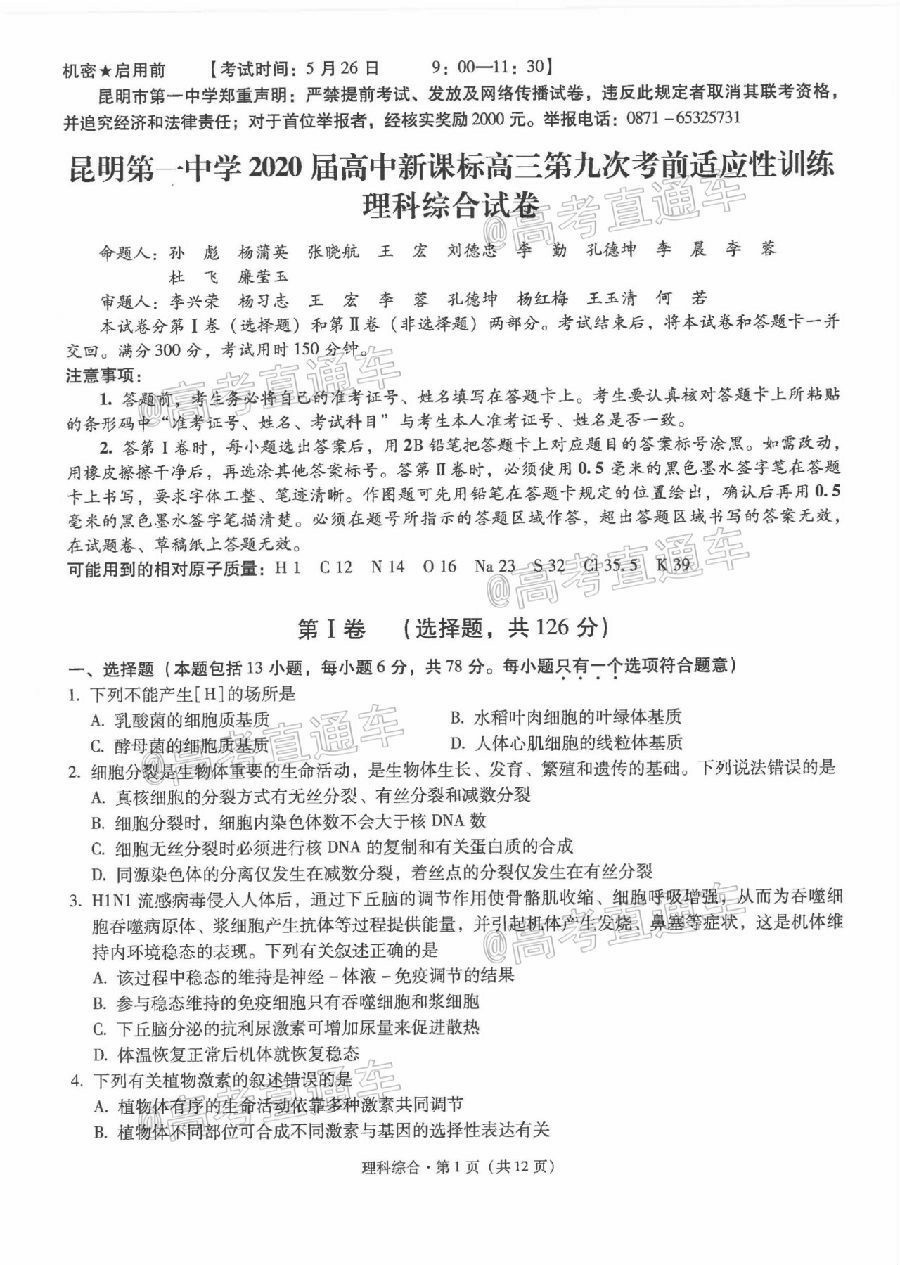 机密★启用前 【考试时间：5月26日 9：00—11：30】
昆明市第一中学郑重声明：严禁提前考试、发放及网络传播试卷，违反此规定者取消其联考资格，
并追究经济和法律责任；对于首位举报者，经核实奖励2000元。举报电话：0871-65325731
昆明第一中学2020届高中新课标高三第九次考前适应性训练
理科综合试卷
@高考直通车
命题人：孙 彪 杨蒲英 张晓航 王 宏 刘德忠 李 勤 孔德坤 李 晨 李 蓉
杜 飞 廉莹玉
审题人：李兴荣 杨习志 王 宏 李 蓉 孔德坤 杨红梅 王玉清 何 若
本试卷分第Ⅰ卷（选择题）和第Ⅱ卷（非选择题）两部分。考试结束后，将本试卷和答题卡一并
交回。满分300分，考试用时150分钟。
@高考直通车
注意事项：
1. 答题前，考生务必将自己的准考证号、姓名填写在答题卡上。考生要认真核对答题卡上所粘贴
的条形码中“准考证号、姓名、考试科目”与考生本人准考证号、姓名是否一致。
2. 答第Ⅰ卷时，每小题选出答案后，用2B铅笔把答题卡上对应题目的答案标号涂黑。如需改动，
用橡皮擦擦干净后，再选涂其他答案标号。答第Ⅱ卷时，必须使用0.5毫米的黑色墨水签字笔在答题
卡上书写，要求字体工整、笔迹清晰。作图题可先用铅笔在答题卡规定的位置绘出，确认后再用0.5
毫米的黑色墨水签字笔描清楚。必须在题号所指示的答题区域作答，超出答题区域书写的答案无效，
在试题卷、草稿纸上答题无效。
可能用到的相对原子质量：H 1 C 12 N 14 O 16 Na 23 S 32 Cl 35.5 K 39
@高考直通车
第Ⅰ卷 （选择题，共126分）
一、选择题（本题包括13小题，每小题6分，共78分。每小题只有一个选项符合题意）
1. 下列不能产生[H]的场所是
A. 乳酸菌的细胞质基质 B. 水稻叶肉细胞的叶绿体基质
C. 酵母菌的细胞质基质 D. 人体心肌细胞的线粒体基质
@高考直通车
2. 细胞分裂是生物体重要的生命活动，是生物体生长、发育、繁殖和遗传的基础。下列说法错误的是
A. 真核细胞的分裂方式有无丝分裂、有丝分裂和减数分裂
B. 细胞分裂时，细胞内染色体数不会大于核DNA数
C. 细胞无丝分裂时必须进行核DNA的复制和有关蛋白质的合成
D. 同源染色体的分离仅发生在减数分裂，着丝点的分裂仅发生在有丝分裂
3. H1N1流感病毒侵入人体后，通过下丘脑的调节作用使骨骼肌收缩、细胞呼吸增强，从而为吞噬细
胞吞噬病原体、浆细胞产生抗体等过程提供能量，并引起机体产生发烧、鼻塞等症状，这是机体维
持内环境稳态的表现。下列有关叙述正确的是
@高考直通车
A. 该过程中稳态的维持是神经-体液-免疫调节的结果
B. 参与稳态维持的免疫细胞只有吞噬细胞和浆细胞
C. 下丘脑分泌的抗利尿激素可增加尿量来促进散热
D. 体温恢复正常后机体就恢复稳态
4. 下列有关植物激素的叙述错误的是
A. 植物体有序的生命活动依靠多种激素共同调节
B. 植物体不同部位可合成不同激素与基因的选择性表达有关
@高考直通车
理科综合·第1页（共12页）